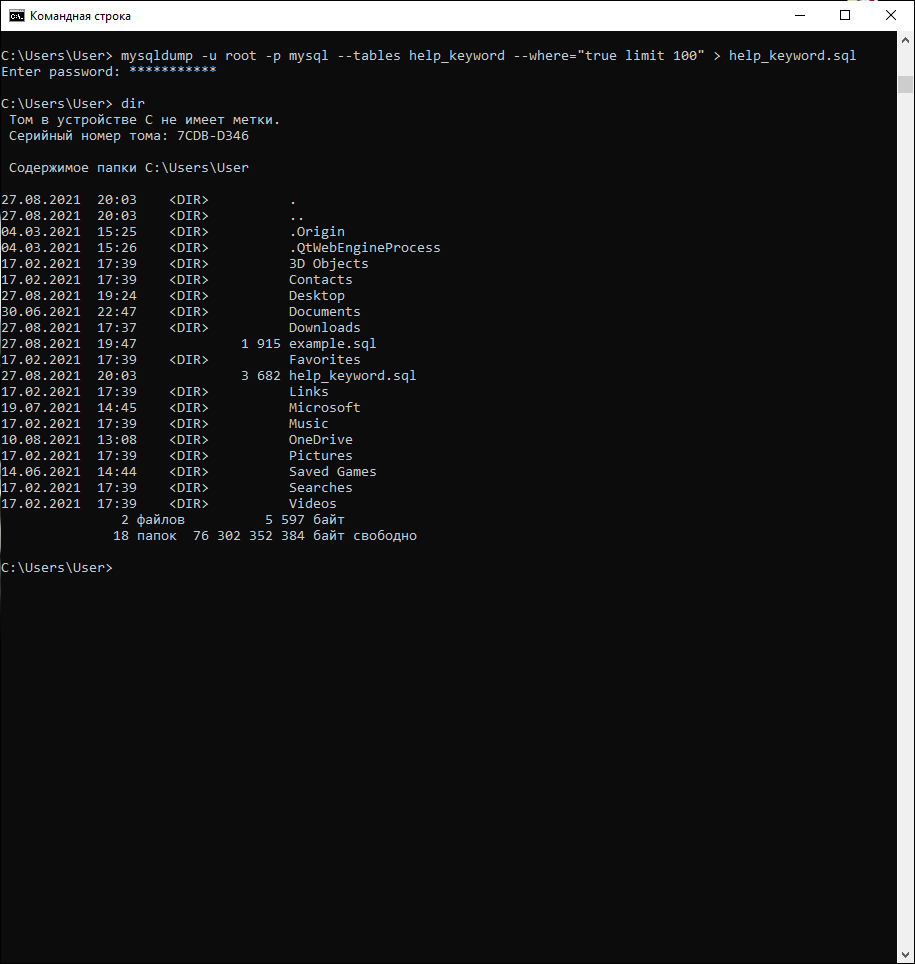 Командная строка
C:\Users\User> mysqldump -u root -p mysql --tables help_keyword --where="true limit 100" > help_keyword.sql
Enter password: ***********
C:\Users\User> dir
Том в устройстве C не имеет метки.
Серийный номер тома: 7CDB-D346
Содержимое папки C:\Users\User
27.08.2021  20:03    <DIR>          .
27.08.2021  20:03    <DIR>          ..
04.03.2021  15:25    <DIR>          .Origin
04.03.2021  15:26    <DIR>          .QtWebEngineProcess
17.02.2021  17:39    <DIR>          3D Objects
17.02.2021  17:39    <DIR>          Contacts
27.08.2021  19:24    <DIR>          Desktop
30.06.2021  22:47    <DIR>          Documents
27.08.2021  17:37    <DIR>          Downloads
27.08.2021  19:47             1 915 example.sql
17.02.2021  17:39    <DIR>          Favorites
27.08.2021  20:03             3 682 help_keyword.sql
17.02.2021  17:39    <DIR>          Links
19.07.2021  14:45    <DIR>          Microsoft
17.02.2021  17:39    <DIR>          Music
10.08.2021  13:08    <DIR>          OneDrive
17.02.2021  17:39    <DIR>          Pictures
14.06.2021  14:44    <DIR>          Saved Games
17.02.2021  17:39    <DIR>          Searches
17.02.2021  17:39    <DIR>          Videos
2 файлов          5 597 байт
18 папок  76 302 352 384 байт свободно
C:\Users\User>